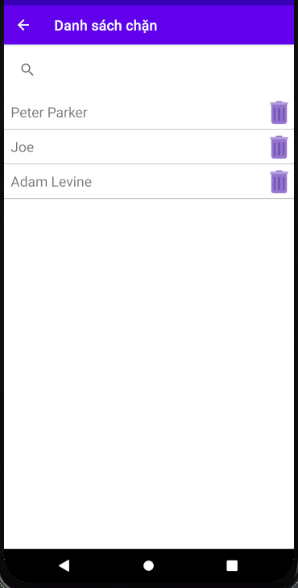 Danh sách chặn
Peter Parker
Joe
Adam Levine